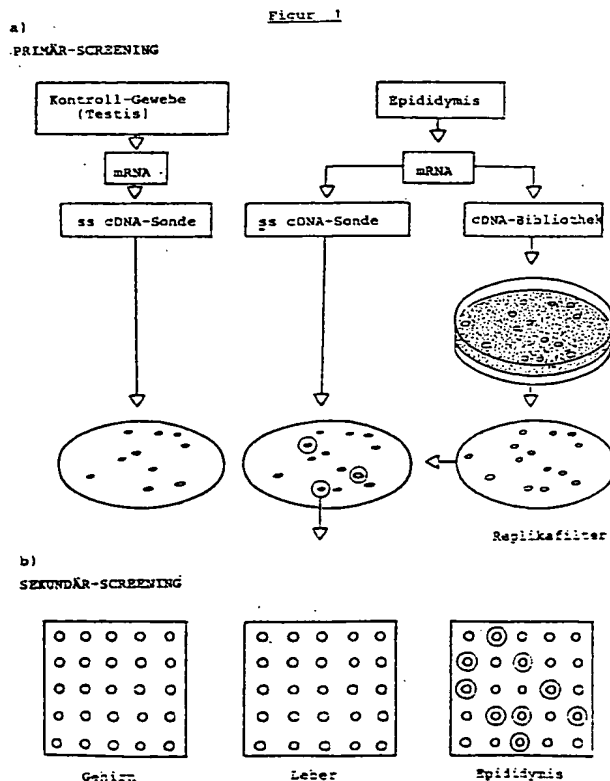 Figur 1
a)
PRIMÄR-SCREENING
Kontroll-Gewebe
(Testis)
Epididymis
mRNA
mRNA
ss cDNA-Sonde
ss cDNA-Sonde
cDNA-Bibliothek
Replikafilter
b)
SEKUNDÄR-SCREENING
Gehirn
Leber
Epididymis